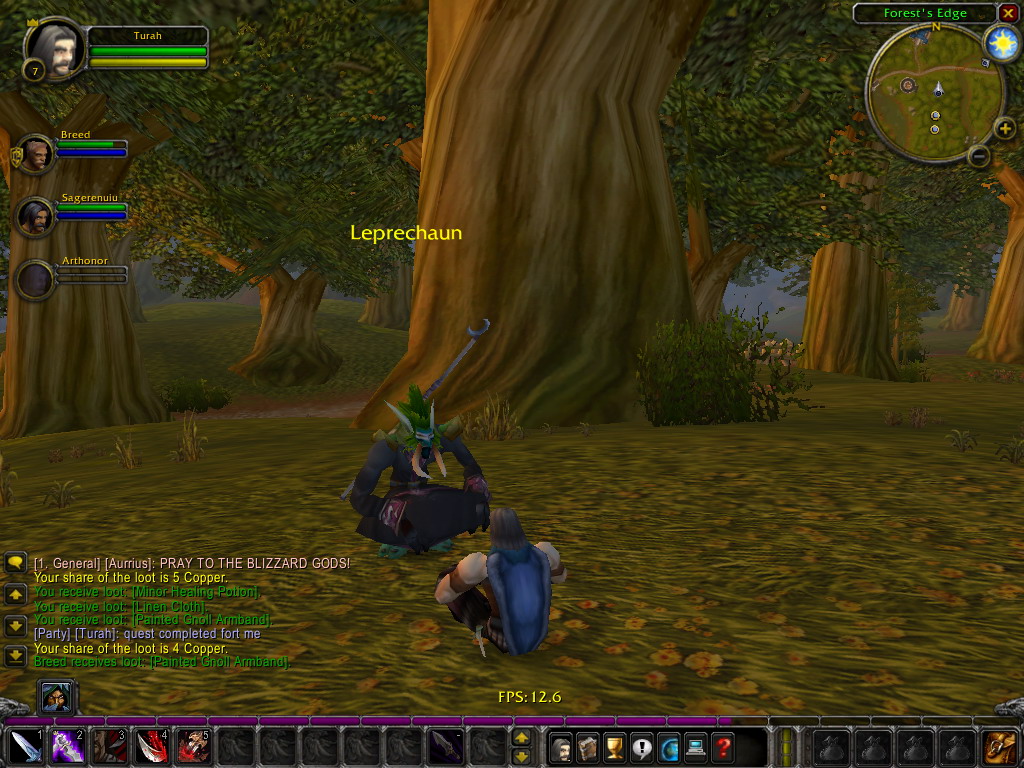 Forest's Edge
N
Turah
7
Breed
Sagerenulu
Arthonor
Leprechaun
[1. General] [Aurrius]: PRAY TO THE BLIZZARD GODS!
Your share of the loot is 5 Copper.
You receive loot: [Minor Healing Potion].
You receive loot: [Linen Cloth].
You receive loot: [Painted Gnoll Armband].
[Party] [Turah]: quest completed fort me
Your share of the loot is 4 Copper.
Breed receives loot: [Painted Gnoll Armband].
FPS: 12.6
1 2 3 4 5 -